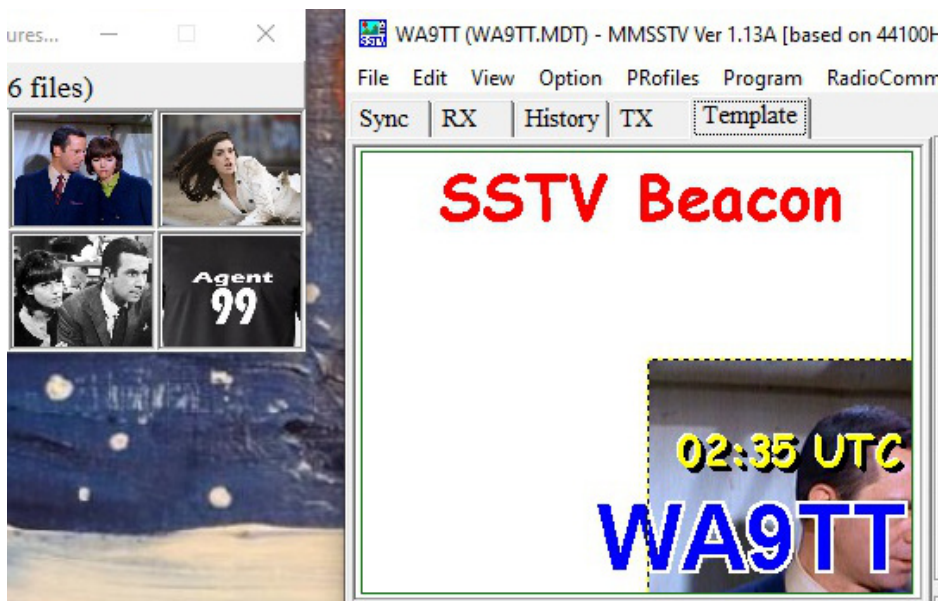 ures...
6 files)
Agent
99
WA9TT (WA9TT.MDT) - MMSSTV Ver 1.13A [based on 44100H
File Edit View Option PRofiles Program RadioComm
Sync RX History TX Template
SSTV Beacon
02:35 UTC
WA9TT